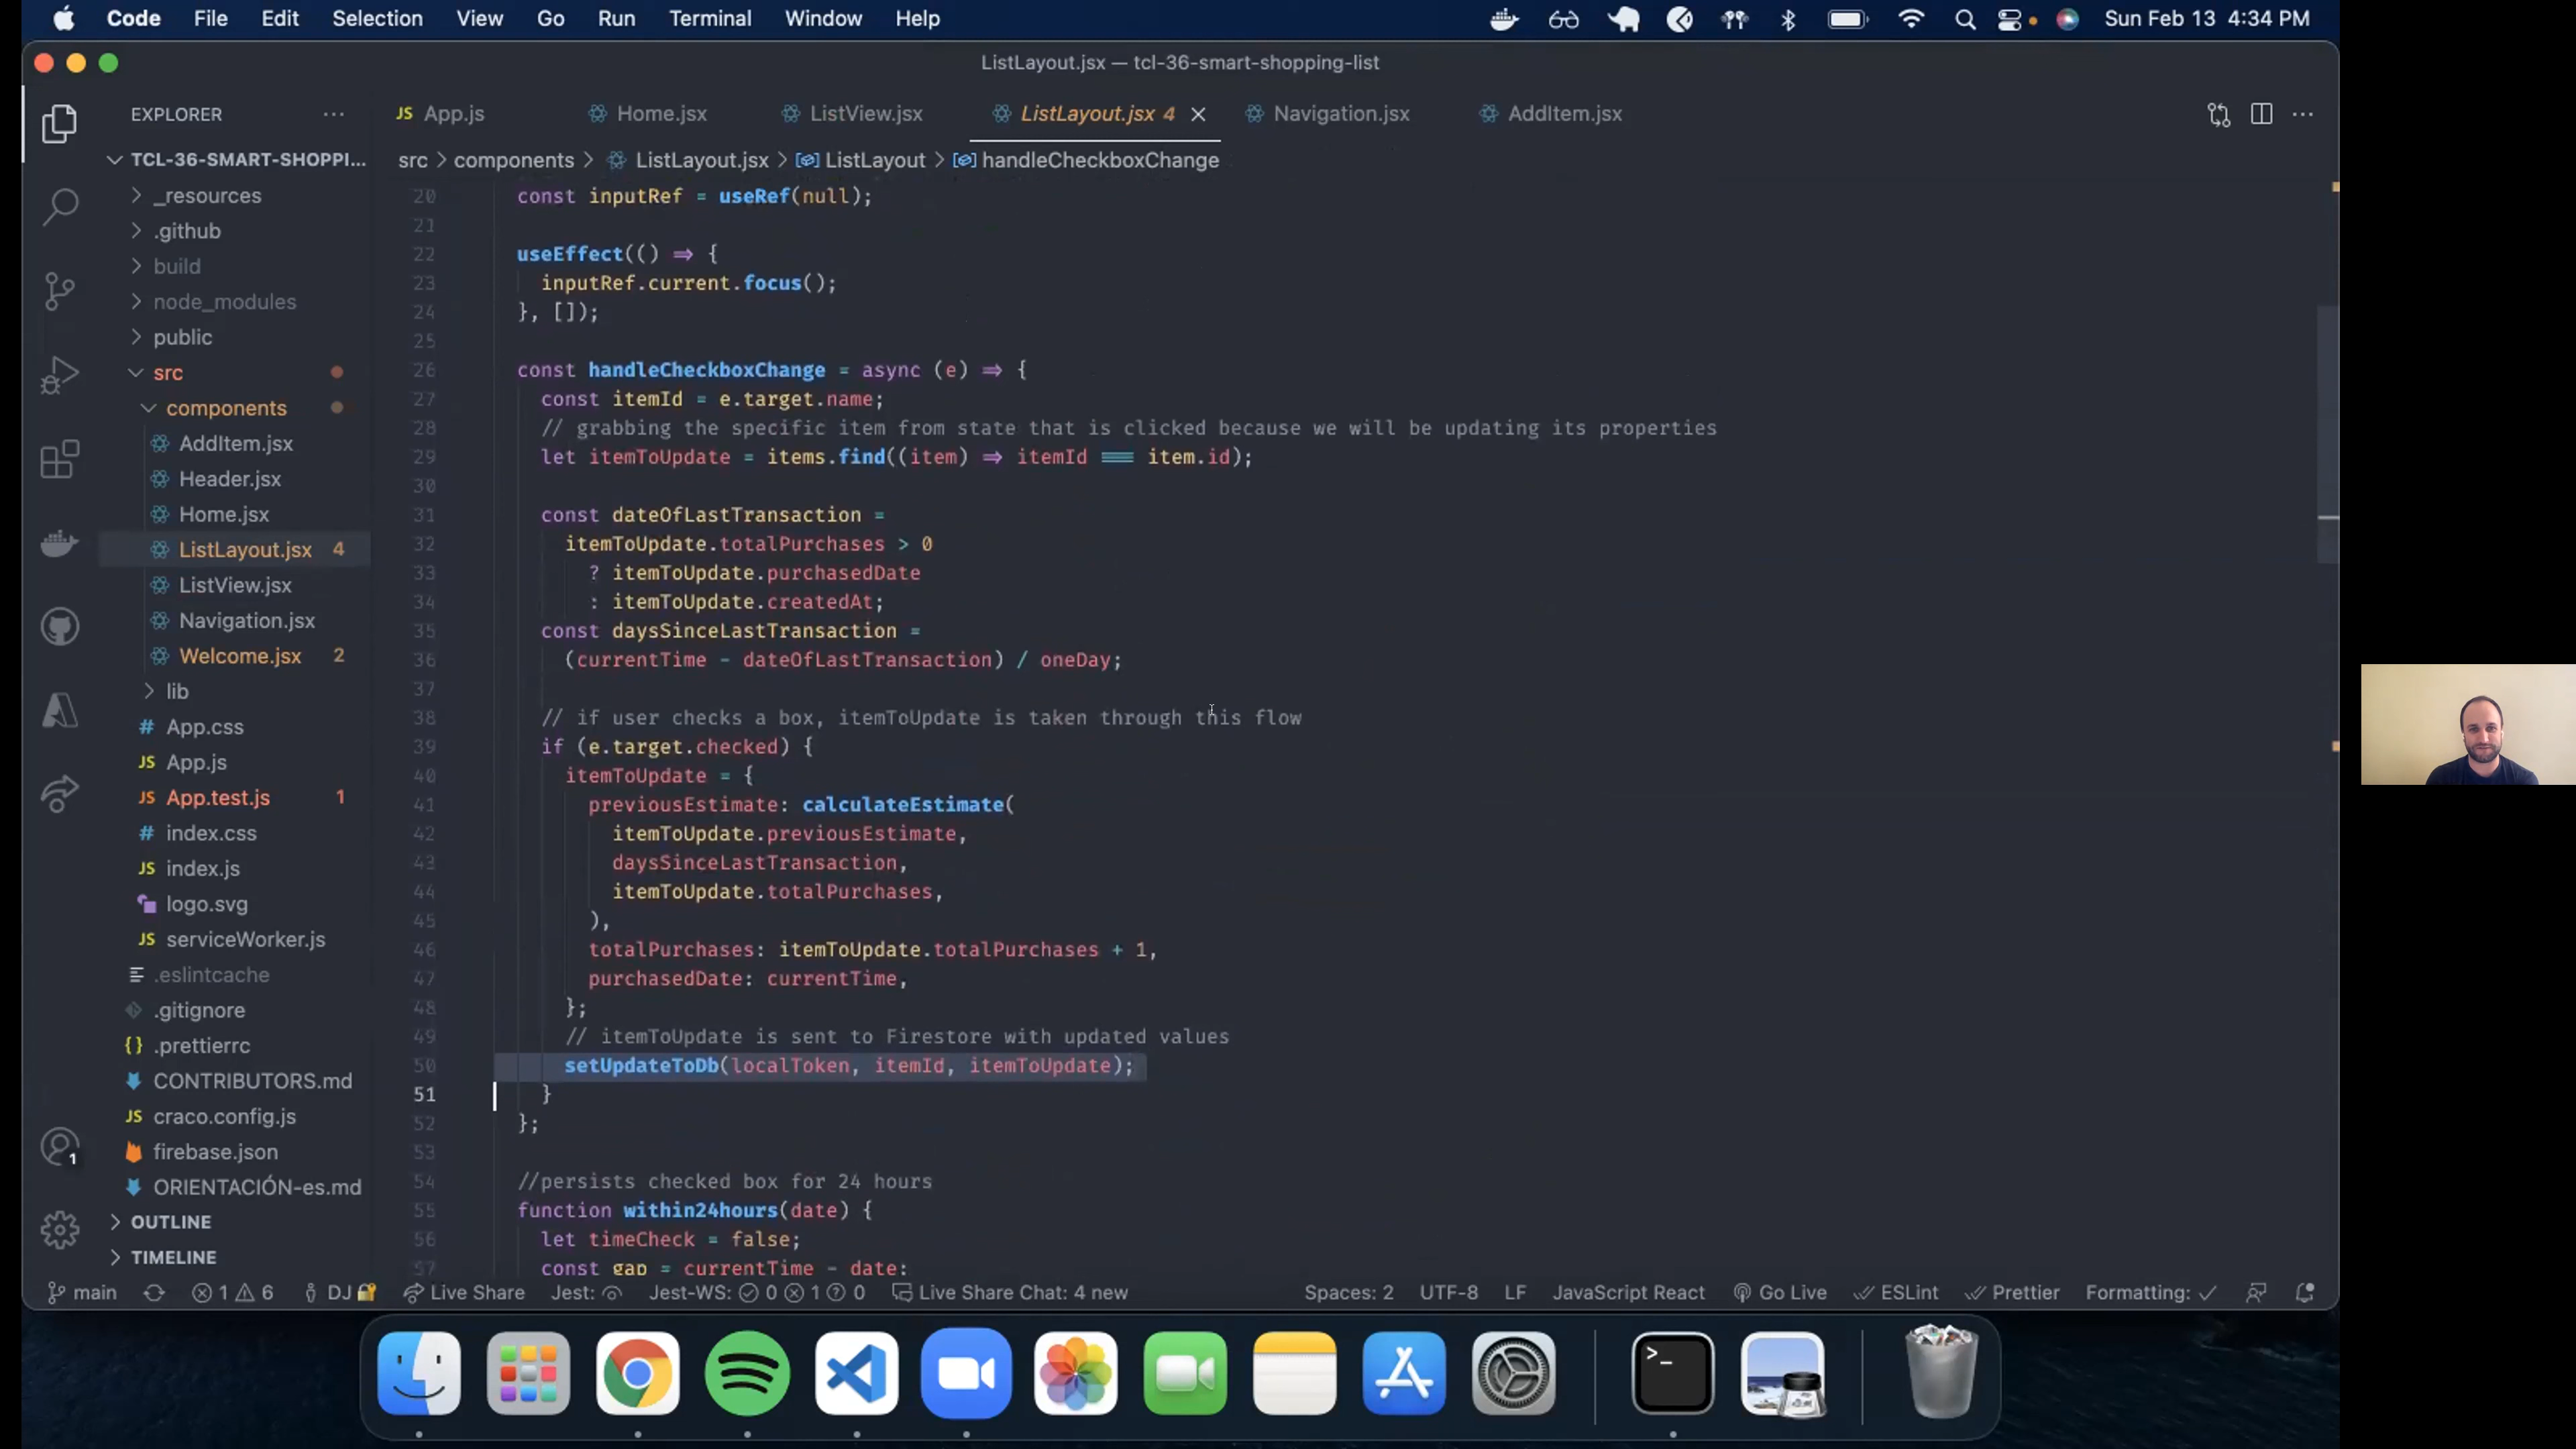 Code File Edit Selection View Go Run Terminal Window Help Sun Feb 13 4:34 PM
ListLayout.jsx — tcl-36-smart-shopping-list
EXPLORER
TCL-36-SMART-SHOPPI...
_resources
.github
build
node_modules
public
src
components
AddItem.jsx
Header.jsx
Home.jsx
ListLayout.jsx 4
ListView.jsx
Navigation.jsx
Welcome.jsx 2
lib
# App.css
JS App.js
JS App.test.js 1
# index.css
JS index.js
logo.svg
JS serviceWorker.js
.eslintcache
.gitignore
{} .prettierrc
CONTRIBUTORS.md
JS craco.config.js
firebase.json
ORIENTACIÓN-es.md
OUTLINE
TIMELINE
1
JS App.js Home.jsx ListView.jsx ListLayout.jsx 4 Navigation.jsx AddItem.jsx
src > components > ListLayout.jsx > ListLayout > handleCheckboxChange
20 const inputRef = useRef(null);
21
22 useEffect(() ⇒ {
23 inputRef.current.focus();
24 }, []);
25
26 const handleCheckboxChange = async (e) ⇒ {
27 const itemId = e.target.name;
28 // grabbing the specific item from state that is clicked because we will be updating its properties
29 let itemToUpdate = items.find((item) ⇒ itemId === item.id);
30
31 const dateOfLastTransaction =
32 itemToUpdate.totalPurchases > 0
33 ? itemToUpdate.purchasedDate
34 : itemToUpdate.createdAt;
35 const daysSinceLastTransaction =
36 (currentTime - dateOfLastTransaction) / oneDay;
37
38 // if user checks a box, itemToUpdate is taken through this flow
39 if (e.target.checked) {
40 itemToUpdate = {
41 previousEstimate: calculateEstimate(
42 itemToUpdate.previousEstimate,
43 daysSinceLastTransaction,
44 itemToUpdate.totalPurchases,
45 ),
46 totalPurchases: itemToUpdate.totalPurchases + 1,
47 purchasedDate: currentTime,
48 };
49 // itemToUpdate is sent to Firestore with updated values
50 setUpdateToDb(localToken, itemId, itemToUpdate);
51 }
52 };
53
54 //persists checked box for 24 hours
55 function within24hours(date) {
56 let timeCheck = false;
57 const gap = currentTime - date;
main 1 6 DJ Live Share Jest: Jest-WS: 0 1 0 Live Share Chat: 4 new Spaces: 2 UTF-8 LF JavaScript React Go Live ESLint Prettier Formatting: